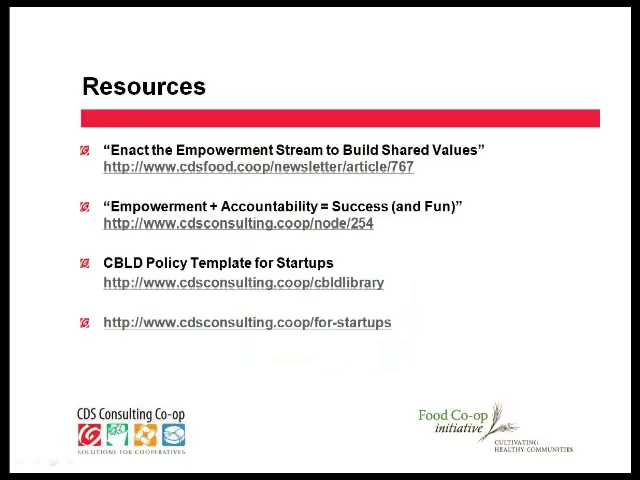 Resources
“Enact the Empowerment Stream to Build Shared Values”
http://www.cdsfood.coop/newsletter/article/767
“Empowerment + Accountability = Success (and Fun)”
http://www.cdsconsulting.coop/node/254
CBLD Policy Template for Startups
http://www.cdsconsulting.coop/cbldlibrary
http://www.cdsconsulting.coop/for-startups
CDS Consulting Co-op
SOLUTIONS FOR COOPERATIVES
Food Co-op
initiative
CULTIVATING
HEALTHY COMMUNITIES